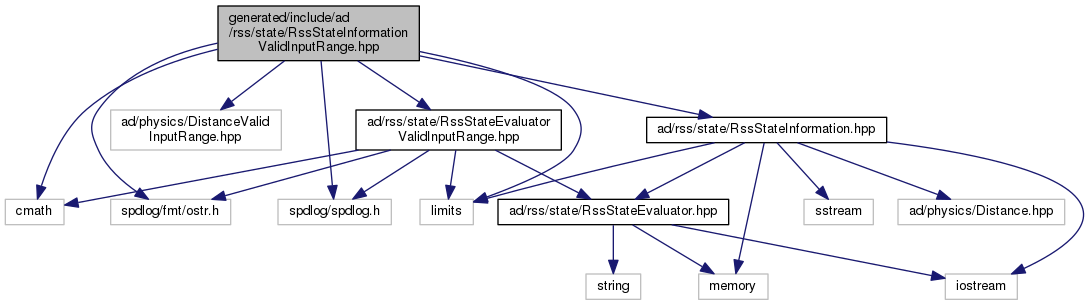 generated/include/ad
/rss/state/RssStateInformation
ValidInputRange.hpp
ad/physics/DistanceValid
InputRange.hpp
ad/rss/state/RssStateEvaluator
ValidInputRange.hpp
ad/rss/state/RssStateInformation.hpp
cmath
spdlog/fmt/ostr.h
spdlog/spdlog.h
limits
ad/rss/state/RssStateEvaluator.hpp
sstream
ad/physics/Distance.hpp
string
memory
iostream